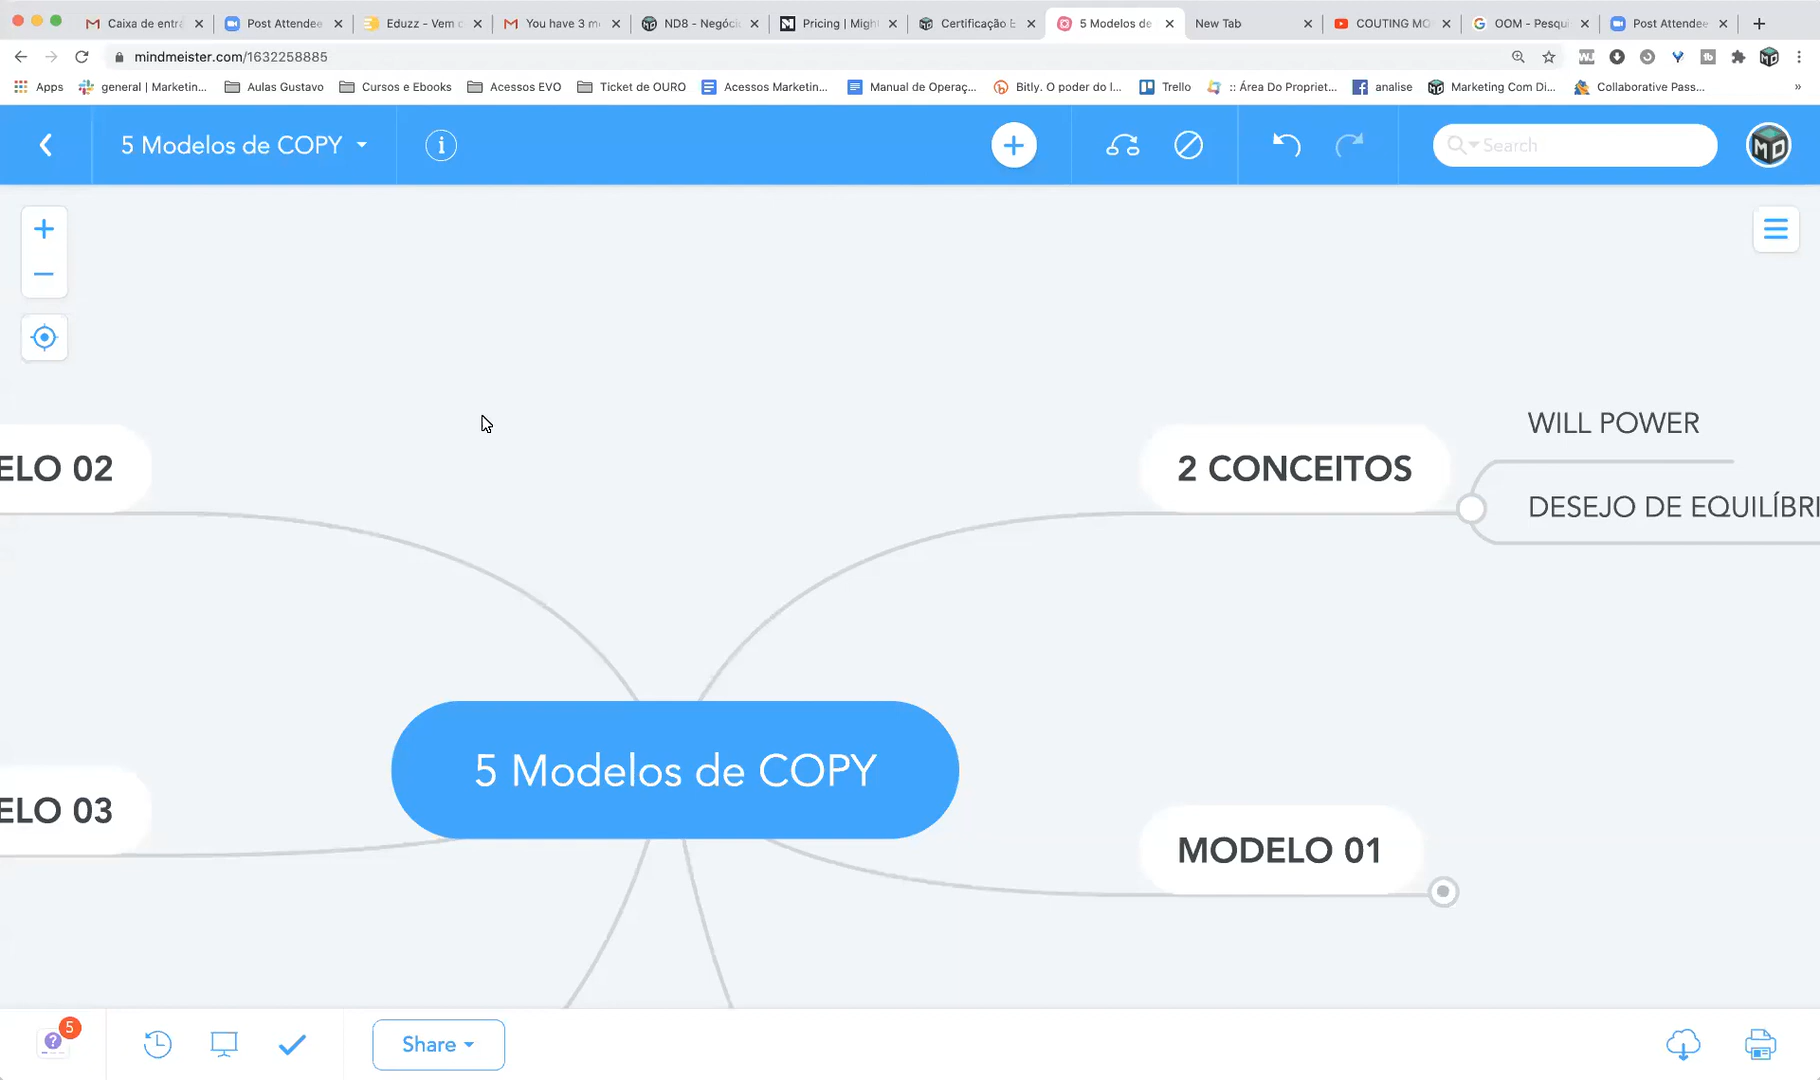 Caixa de entra
Post Attendee
Eduzz - Vem c
You have 3 m
ND8 - Negóci
Pricing | Migh
Certificação E
5 Modelos de
New Tab
COUTING MO
OOM - Pesqui
Post Attendee
mindmeister.com/1632258885
Apps
general | Marketin...
Aulas Gustavo
Cursos e Ebooks
Acessos EVO
Ticket de OURO
Acessos Marketin...
Manual de Operaç...
Bitly. O poder do l...
Trello
:: Área Do Propriet...
analise
Marketing Com Di...
Collaborative Pass...
»
5 Modelos de COPY
Search
MD
WILL POWER
ELO 02
2 CONCEITOS
DESEJO DE EQUILÍBRI
5 Modelos de COPY
ELO 03
MODELO 01
5
?
Share